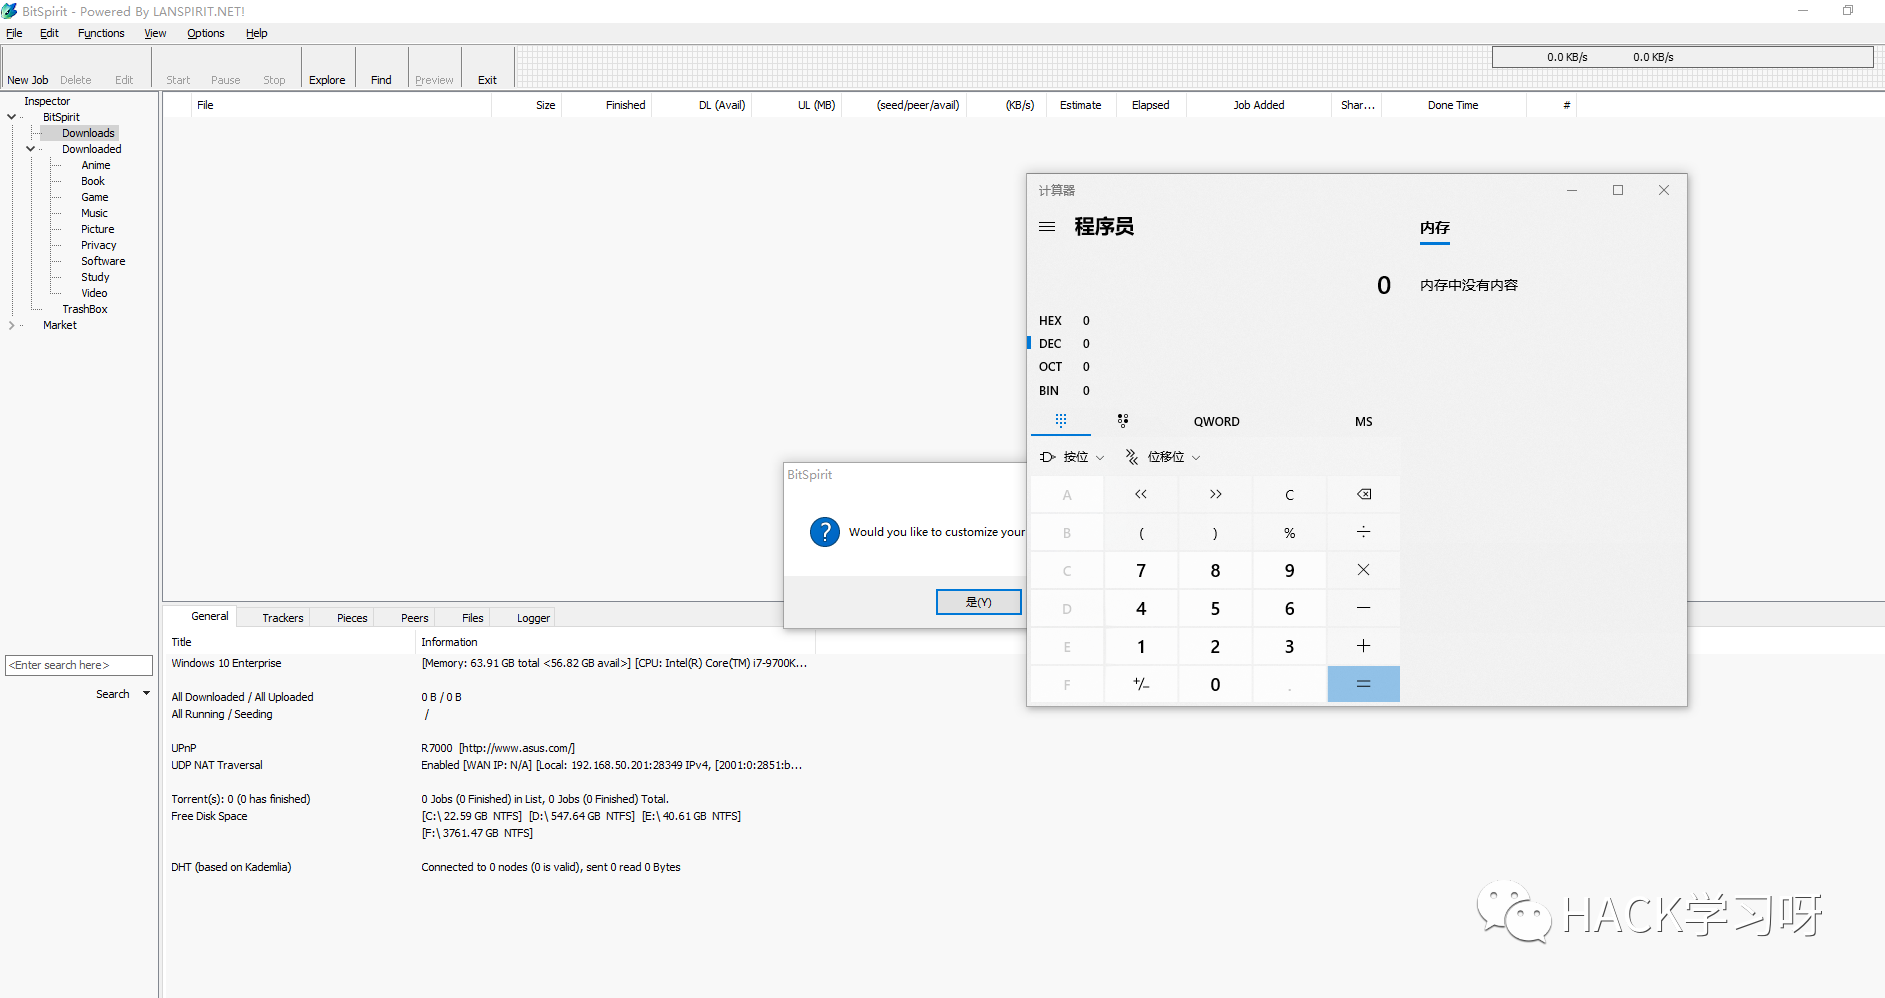 BitSpirit - Powered By LANSPIRIT.NET!
File Edit Functions View Options Help
New Job Delete Edit Start Pause Stop Explore Find Preview Exit
0.0 KB/s 0.0 KB/s
Inspector
BitSpirit
Downloads
Downloaded
Anime
Book
Game
Music
Picture
Privacy
Software
Study
Video
TrashBox
Market
<Enter search here>
Search
File Size Finished DL (Avail) UL (MB) (seed/peer/avail) (KB/s) Estimate Elapsed Job Added Shar... Done Time #
BitSpirit
? Would you like to customize your
是(Y)
计算器
程序员
内存
0
内存中没有内容
HEX 0
DEC 0
OCT 0
BIN 0
QWORD MS
按位 位移位
A << >> C
B ( ) % ÷
C 7 8 9 ×
D 4 5 6 −
E 1 2 3 +
F +/− 0 . =
General Trackers Pieces Peers Files Logger
Title Information
Windows 10 Enterprise [Memory: 63.91 GB total <56.82 GB avail>] [CPU: Intel(R) Core(TM) i7-9700K...
All Downloaded / All Uploaded 0 B / 0 B
All Running / Seeding /
UPnP R7000 [http://www.asus.com/]
UDP NAT Traversal Enabled [WAN IP: N/A] [Local: 192.168.50.201:28349 IPv4, [2001:0:2851:b...
Torrent(s): 0 (0 has finished) 0 Jobs (0 Finished) in List, 0 Jobs (0 Finished) Total.
Free Disk Space [C:\ 22.59 GB NTFS] [D:\ 547.64 GB NTFS] [E:\ 40.61 GB NTFS]
[F:\ 3761.47 GB NTFS]
DHT (based on Kademlia) Connected to 0 nodes (0 is valid), sent 0 read 0 Bytes
HACK学习呀